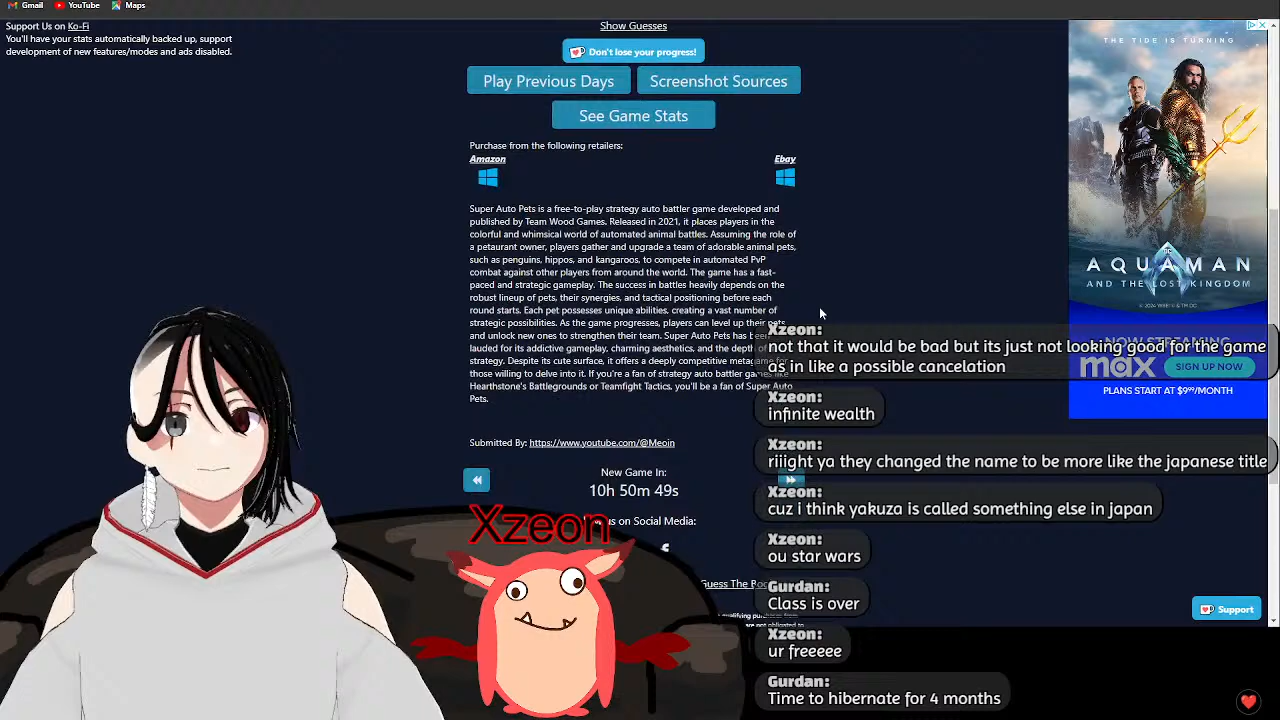 Gmail
YouTube
Maps
Support Us on Ko-Fi
You'll have your stats automatically backed up, support
development of new features/modes and ads disabled.
Show Guesses
Don't lose your progress!
Play Previous Days
Screenshot Sources
See Game Stats
Purchase from the following retailers:
Amazon
Ebay
Super Auto Pets is a free-to-play strategy auto battler game developed and
published by Team Wood Games. Released in 2021, it places players in the
colorful and whimsical world of automated animal battles. Assuming the role of
a petaurant owner, players gather and upgrade a team of adorable animal pets,
such as penguins, hippos, and kangaroos, to compete in automated PvP
combat against other players from around the world. The game has a fast-
paced and strategic gameplay. The success in battles heavily depends on the
robust lineup of pets, their synergies, and tactical positioning before each
round starts. Each pet possesses unique abilities, creating a vast number of
strategic possibilities. As the game progresses, players can level up their pets
and unlock new ones to strengthen their team. Super Auto Pets has been
lauded for its addictive gameplay, charming aesthetics, and the depth of
strategy. Despite its cute surface, it offers a deeply competitive metagame for
those willing to delve into it. If you're a fan of strategy auto battler games like
Hearthstone's Battlegrounds or Teamfight Tactics, you'll be a fan of Super Auto
Pets.
Submitted By: https://www.youtube.com/@Meoin
New Game In:
10h 50m 49s
us on Social Media:
Guess The
THE TIDE IS TURNING
AQUAMAN
AND THE LOST KINGDOM
NOW STREAMING
max
SIGN UP NOW
PLANS START AT $9.99/MONTH
Support
Xzeon:
not that it would be bad but its just not looking good for the game
as in like a possible cancelation
Xzeon:
infinite wealth
Xzeon:
riiight ya they changed the name to be more like the japanese title
Xzeon:
cuz i think yakuza is called something else in japan
Xzeon:
ou star wars
Gurdan:
Class is over
Xzeon:
ur freeeee
Gurdan:
Time to hibernate for 4 months
Xzeon